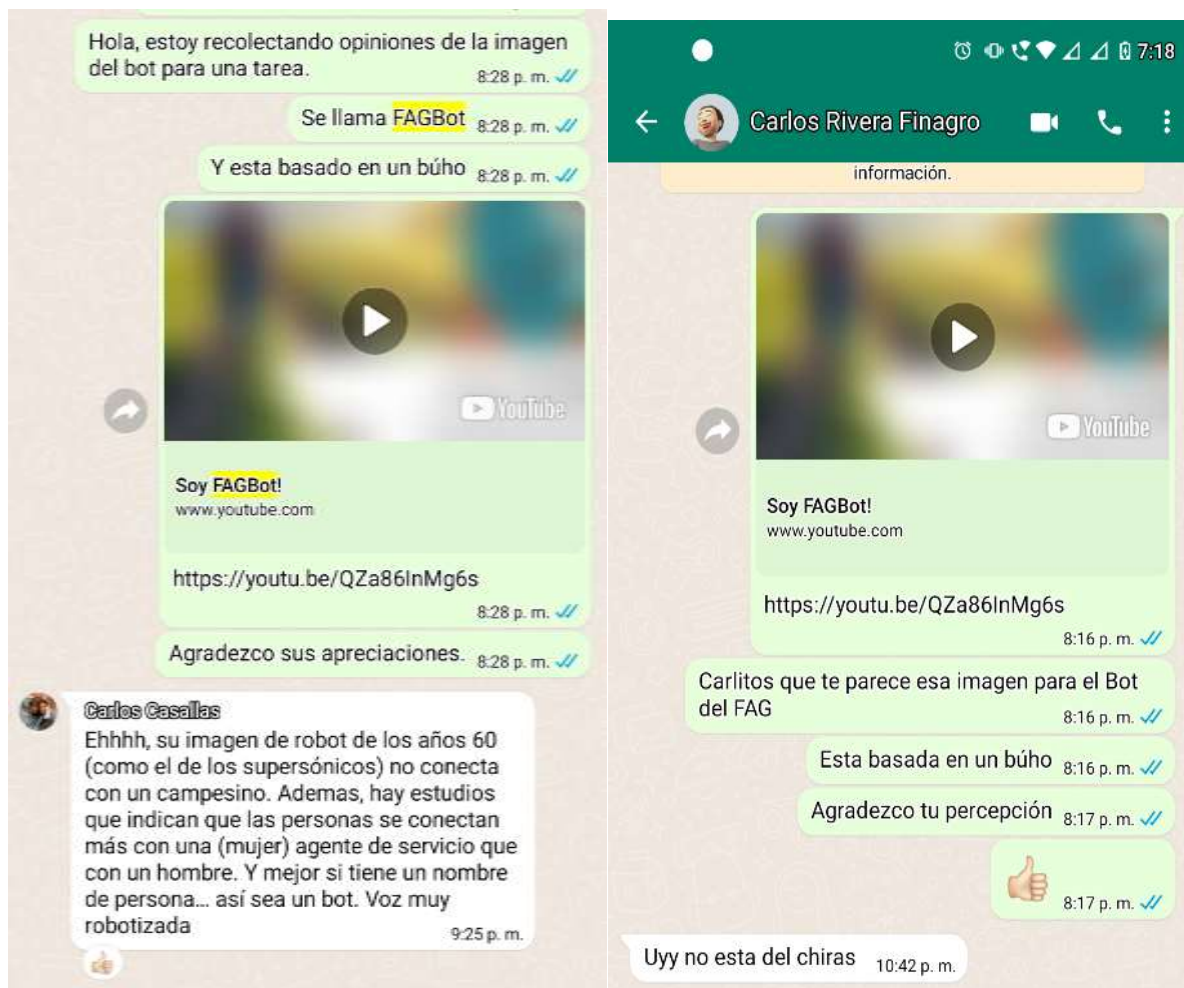 Hola, estoy recolectando opiniones de la imagen
del bot para una tarea.
8:28 p. m.
Se llama FAGBot
8:28 p. m.
Y esta basado en un búho
8:28 p. m.
YouTube
Soy FAGBot!
www.youtube.com
https://youtu.be/QZa86InMg6s
8:28 p. m.
Agradezco sus apreciaciones.
8:28 p. m.
Carlos Casallas
Ehhhh, su imagen de robot de los años 60
(como el de los supersónicos) no conecta
con un campesino. Ademas, hay estudios
que indican que las personas se conectan
más con una (mujer) agente de servicio que
con un hombre. Y mejor si tiene un nombre
de persona... así sea un bot. Voz muy
robotizada
9:25 p. m.
7:18
Carlos Rivera Finagro
información.
YouTube
Soy FAGBot!
www.youtube.com
https://youtu.be/QZa86InMg6s
8:16 p. m.
Carlitos que te parece esa imagen para el Bot
del FAG
8:16 p. m.
Esta basada en un búho
8:16 p. m.
Agradezco tu percepción
8:17 p. m.
8:17 p. m.
Uyy no esta del chiras
10:42 p. m.